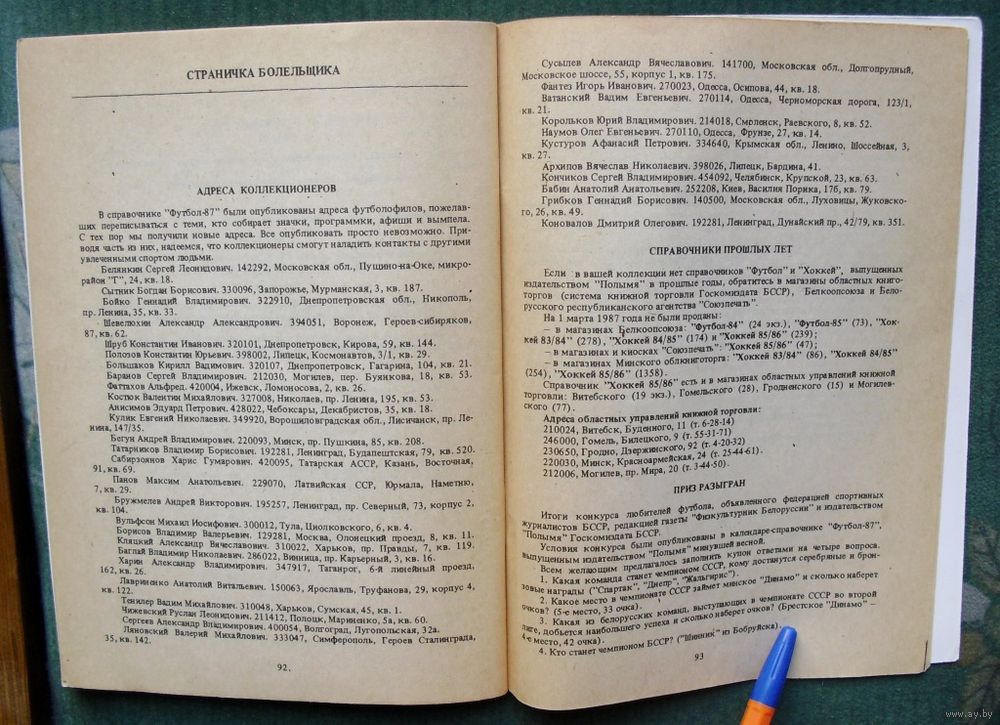 СТРАНИЧКА БОЛЕЛЬЩИКА
АДРЕСА КОЛЛЕКЦИОНЕРОВ
В справочнике "Футбол-87" были опубликованы адреса футболофилов, пожелав-
ших переписываться с теми, кто собирает значки, программки, афиши и вымпела.
С тех пор мы получили новые адреса. Все опубликовать просто невозможно. При-
водя часть из них, надеемся, что коллекционеры смогут наладить контакты с другими
увлеченными спортом людьми.
Белянкин Сергей Леонидович. 142292, Московская обл., Пущино-на-Оке, микро-
район "Г", 24, кв. 18.
Сытник Богдан Борисович. 330096, Запорожье, Мурманская, 3, кв. 187.
Бойко Геннадий Владимирович. 322910, Днепропетровская обл., Никополь,
пр. Ленина, 35, кв. 33.
Шевелюхин Александр Александрович. 394051, Воронеж, Героев-сибиряков,
87, кв. 62.
Шруб Константин Иванович. 320101, Днепропетровск, Кирова, 59, кв. 144.
Полозов Константин Юрьевич. 398002, Липецк, Космонавтов, 3/1, кв. 29.
Большаков Кирилл Вадимович. 320107, Днепропетровск, Гагарина, 104, кв. 21.
Баранов Сергей Владимирович. 212030, Могилев, пер. Буянкова, 18, кв. 53.
Фаттахов Альфред. 420004, Ижевск, Ломоносова, 2, кв. 26.
Костюк Валентин Михайлович. 327008, Николаев, пр. Ленина, 195, кв. 53.
Анисимов Эдуард Петрович. 428022, Чебоксары, Декабристов, 35, кв. 18.
Кулик Евгений Николаевич. 349920, Ворошиловградская обл., Лисичанск, пр. Ле-
нина, 147/35.
Бегун Андрей Владимирович. 220093, Минск, пр. Пушкина, 85, кв. 208.
Татарников Владимир Борисович. 192281, Ленинград, Будапештская, 79, кв. 520.
Сабирзянов Харис Гумарович. 420095, Татарская АССР, Казань, Восточная,
91, кв. 69.
Панов Максим Анатольевич. 229070, Латвийская ССР, Юрмала, Наметню,
7, кв. 29.
Бружмелев Андрей Викторович. 195257, Ленинград, пр. Северный, 73, корпус 2,
кв. 104.
Вульфсон Михаил Иосифович. 300012, Тула, Циолковского, 6, кв. 4.
Борисов Владимир Валерьевич. 129281, Москва, Олонецкий проезд, 8, кв. 11.
Кляцкий Александр Вячеславович. 310022, Харьков, пр. Правды, 7, кв. 119.
Баглай Владимир Николаевич. 286022, Винница, пр. Карьерный, 3, кв. 16.
Харин Александр Владимирович. 347917, Таганрог, 6-й линейный проезд,
162, кв. 26.
Лавриненко Анатолий Витальевич. 150063, Ярославль, Труфанова, 29, корпус 4,
кв. 122.
Тенилер Вадим Михайлович. 310048, Харьков, Сумская, 45, кв. 1.
Чижевский Руслан Леонидович. 211412, Полоцк, Мариненко, 5а, кв. 60.
Сергеев Александр Сергеевич. 400054, Волгоград, Лугопольская, 32а.
Ляновский Валерий Михайлович. 333047, Симферополь, Героев Сталинграда,
35, кв. 142.
92.
Сусылев Александр Вячеславович. 141700, Московская обл., Долгопрудный,
Московское шоссе, 55, корпус 1, кв. 175.
Фантез Игорь Иванович. 270023, Одесса, Осипова, 44, кв. 18.
Ватанский Вадим Евгеньевич. 270114, Одесса, Черноморская дорога, 123/1,
кв. 21.
Корольков Юрий Владимирович. 214018, Смоленск, Раевского, 8, кв. 52.
Наумов Олег Евгеньевич. 270110, Одесса, Фрунзе, 27, кв. 14.
Кустуров Афанасий Петрович. 334640, Крымская обл., Ленино, Шоссейная, 3,
кв. 27.
Архипов Вячеслав Николаевич. 398026, Липецк, Бардина, 41.
Кончиков Сергей Владимирович. 454092, Челябинск, Крупской, 23, кв. 63.
Бабин Анатолий Анатольевич. 252208, Киев, Василия Порика, 17б, кв. 79.
Грибков Геннадий Борисович. 140500, Московская обл., Луховицы, Жуковско-
го, 26, кв. 49.
Коновалов Дмитрий Олегович. 192281, Ленинград, Дунайский пр., 42/79, кв. 351.
СПРАВОЧНИКИ ПРОШЛЫХ ЛЕТ
Если в вашей коллекции нет справочников "Футбол" и "Хоккей", выпущенных
издательством "Полымя" в прошлые годы, обратитесь в магазины областных книго-
торгов (система книжной торговли Госкомиздата БССР), Белкоопсоюза и Бело-
русского республиканского агентства "Союзпечать".
На 1 марта 1987 года не были проданы:
– в магазинах Белкоопсоюза: "Футбол-84" (24 экз.), "Футбол-85" (73), "Хок-
кей 83/84" (278), "Хоккей 84/85" (174) и "Хоккей 85/86" (239);
– в магазинах и киосках "Союзпечать": "Хоккей 85/86" (47);
– в магазинах Минского облкниготорга: "Хоккей 83/84" (86), "Хоккей 84/85"
(254), "Хоккей 85/86" (1358).
Справочник "Хоккей 85/86" есть и в магазинах областных управлений книжной
торговли: Витебского (19 экз.), Гомельского (28), Гродненского (15) и Могилев-
ского (77).
Адреса областных управлений книжной торговли:
210024, Витебск, Буденного, 11 (т. 6-28-14)
246000, Гомель, Билецкого, 9 (т. 55-31-71)
230650, Гродно, Дзержинского, 92 (т. 4-20-32)
220030, Минск, Красноармейская, 24 (т. 25-44-61).
212006, Могилев, пр. Мира, 20 (т. 3-44-50).
ПРИЗ РАЗЫГРАН
Итоги конкурса любителей футбола, объявленного федерацией спортивных
журналистов БССР, редакцией газеты "Физкультурник Белоруссии" и издательством
"Полымя" Госкомиздата БССР.
Условия конкурса были опубликованы в календаре-справочнике "Футбол-87",
выпущенным издательством "Полымя" минувшей весной.
Всем желающим предлагалось заполнить купон ответами на четыре вопроса.
1. Какая команда станет чемпионом СССР, кому достанутся серебряные и брон-
зовые награды ("Спартак", "Днепр", "Жальгирис").
2. Какое место в чемпионате СССР займет минское "Динамо" и сколько наберет
очков? (5-е место, 33 очка).
3. Какая из белорусских команд, выступающих в чемпионате СССР во второй
лиге, добьется наибольшего успеха и сколько наберет очков? (Брестское "Динамо" –
4-е место, 42 очка).
4. Кто станет чемпионом БССР? ("Шинник" из Бобруйска).
93
www.ay.by